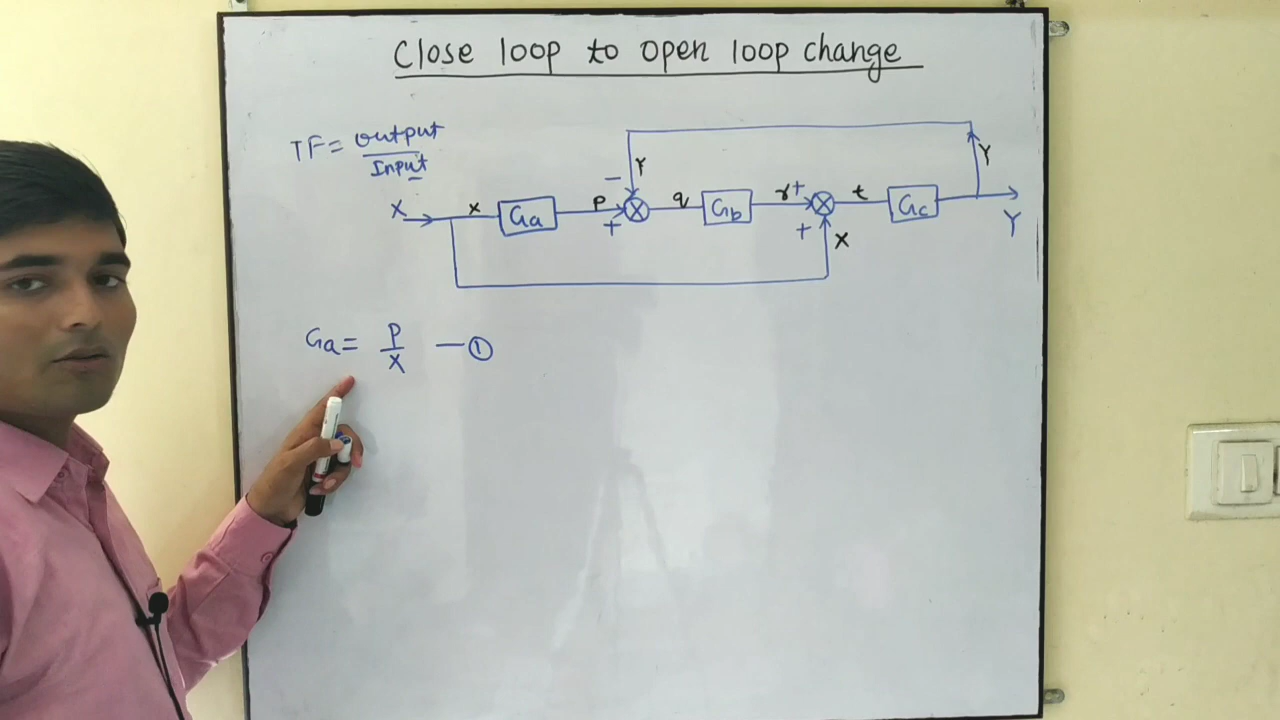 Close loop to open loop change
TF = output
Input
Y
Y
−
X
x
Ga
p
+
q
Gb
r
+
t
Gc
Y
+
X
Ga = P/X —①